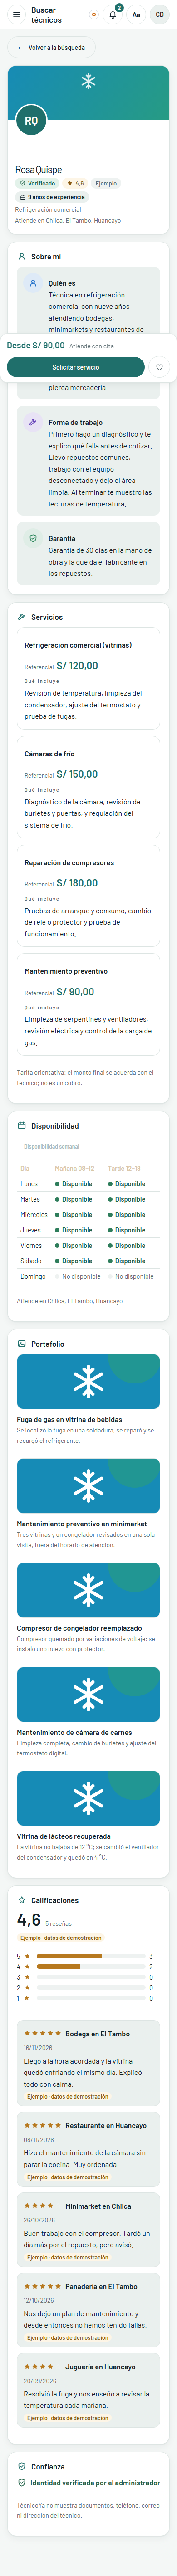 Buscar
técnicos
2
Aa
CD
‹ Volver a la búsqueda
RQ
Rosa Quispe
Verificado
★ 4,6
Ejemplo
9 años de experiencia
Refrigeración comercial
Atiende en Chilca, El Tambo, Huancayo
Sobre mí
Quién es
Técnica en refrigeración
comercial con nueve años
atendiendo bodegas,
minimarkets y restaurantes de
Desde S/ 90,00 Atiende con cita
Solicitar servicio
pierda mercadería.
Forma de trabajo
Primero hago un diagnóstico y te
explico qué falla antes de cotizar.
Llevo repuestos comunes,
trabajo con el equipo
desconectado y dejo el área
limpia. Al terminar te muestro las
lecturas de temperatura.
Garantía
Garantía de 30 días en la mano de
obra y la que da el fabricante en
los repuestos.
Servicios
Refrigeración comercial (vitrinas)
Referencial S/ 120,00
Qué incluye
Revisión de temperatura, limpieza del
condensador, ajuste del termostato y
prueba de fugas.
Cámaras de frío
Referencial S/ 150,00
Qué incluye
Diagnóstico de la cámara, revisión de
burletes y puertas, y regulación del
sistema de frío.
Reparación de compresores
Referencial S/ 180,00
Qué incluye
Pruebas de arranque y consumo, cambio
de relé o protector y prueba de
funcionamiento.
Mantenimiento preventivo
Referencial S/ 90,00
Qué incluye
Limpieza de serpentines y ventiladores,
revisión eléctrica y control de la carga de
gas.
Tarifa orientativa: el monto final se acuerda con el
técnico: no es un cobro.
Disponibilidad
Disponibilidad semanal
Día Mañana 08–12 Tarde 12–18
Lunes Disponible Disponible
Martes Disponible Disponible
Miércoles Disponible Disponible
Jueves Disponible Disponible
Viernes Disponible Disponible
Sábado Disponible Disponible
Domingo No disponible No disponible
Atiende en Chilca, El Tambo, Huancayo
Portafolio
Fuga de gas en vitrina de bebidas
Se localizó la fuga en una soldadura, se reparó y se
recargó el refrigerante.
Mantenimiento preventivo en minimarket
Tres vitrinas y un congelador revisados en una sola
visita, fuera del horario de atención.
Compresor de congelador reemplazado
Compresor quemado por variaciones de voltaje: se
instaló uno nuevo con protector.
Mantenimiento de cámara de carnes
Limpieza completa, cambio de burletes y ajuste del
termostato digital.
Vitrina de lácteos recuperada
La vitrina no bajaba de 12 °C: se cambió el ventilador
del condensador y quedó en 4 °C.
Calificaciones
4,6 5 reseñas
Ejemplo · datos de demostración
5 ★ 3
4 ★ 2
3 ★ 0
2 ★ 0
1 ★ 0
★★★★★ Bodega en El Tambo
16/11/2026
Llegó a la hora acordada y la vitrina
quedó enfriando el mismo día. Explicó
todo con calma.
Ejemplo · datos de demostración
★★★★★ Restaurante en Huancayo
08/11/2026
Hizo el mantenimiento de la cámara sin
parar la cocina. Muy ordenada.
Ejemplo · datos de demostración
★★★★ Minimarket en Chilca
26/10/2026
Buen trabajo con el compresor. Tardó un
día más por el repuesto, pero avisó.
Ejemplo · datos de demostración
★★★★★ Panadería en El Tambo
12/10/2026
Nos dejó un plan de mantenimiento y
desde entonces no hemos tenido fallas.
Ejemplo · datos de demostración
★★★★ Juguería en Huancayo
20/09/2026
Resolvió la fuga y nos enseñó a revisar la
temperatura cada mañana.
Ejemplo · datos de demostración
Confianza
Identidad verificada por el administrador
TécnicoYa no muestra documentos, teléfono, correo
ni dirección del técnico.